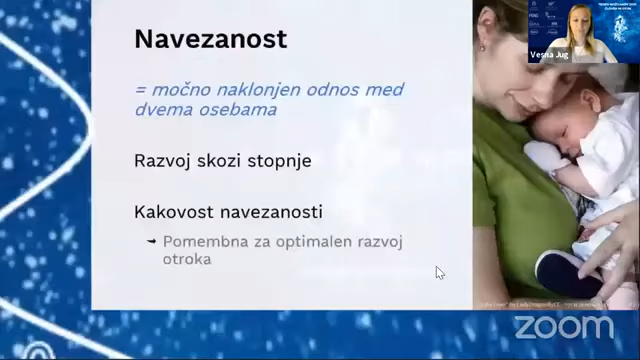 Navezanost
= močno naklonjen odnos med
dvema osebama
Razvoj skozi stopnje
Kakovost navezanosti
Pomembna za optimalen razvoj
otroka
Vesna Jug
zoom